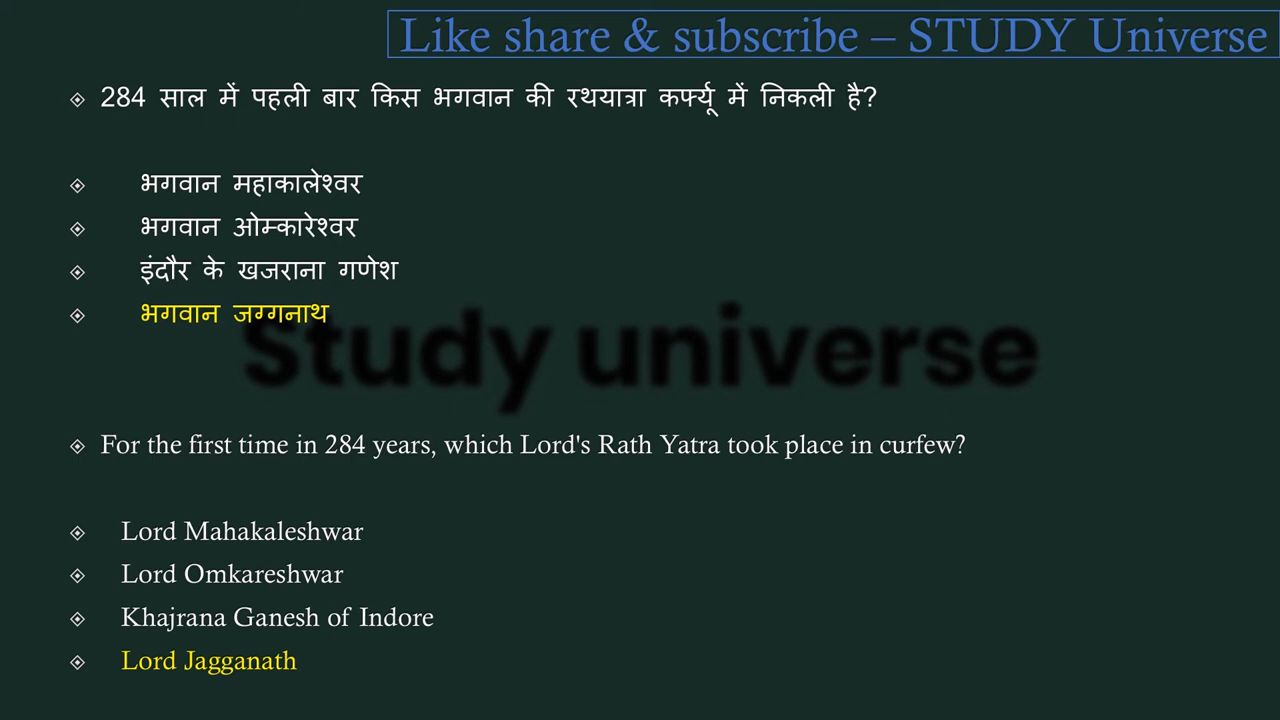 Like share & subscribe – STUDY Universe
284 साल में पहली बार किस भगवान की रथयात्रा कर्फ्यू में निकली है?
भगवान महाकालेश्वर
भगवान ओम्कारेश्वर
इंदौर के खजराना गणेश
भगवान जग्गनाथ
Study universe
For the first time in 284 years, which Lord's Rath Yatra took place in curfew?
Lord Mahakaleshwar
Lord Omkareshwar
Khajrana Ganesh of Indore
Lord Jagganath